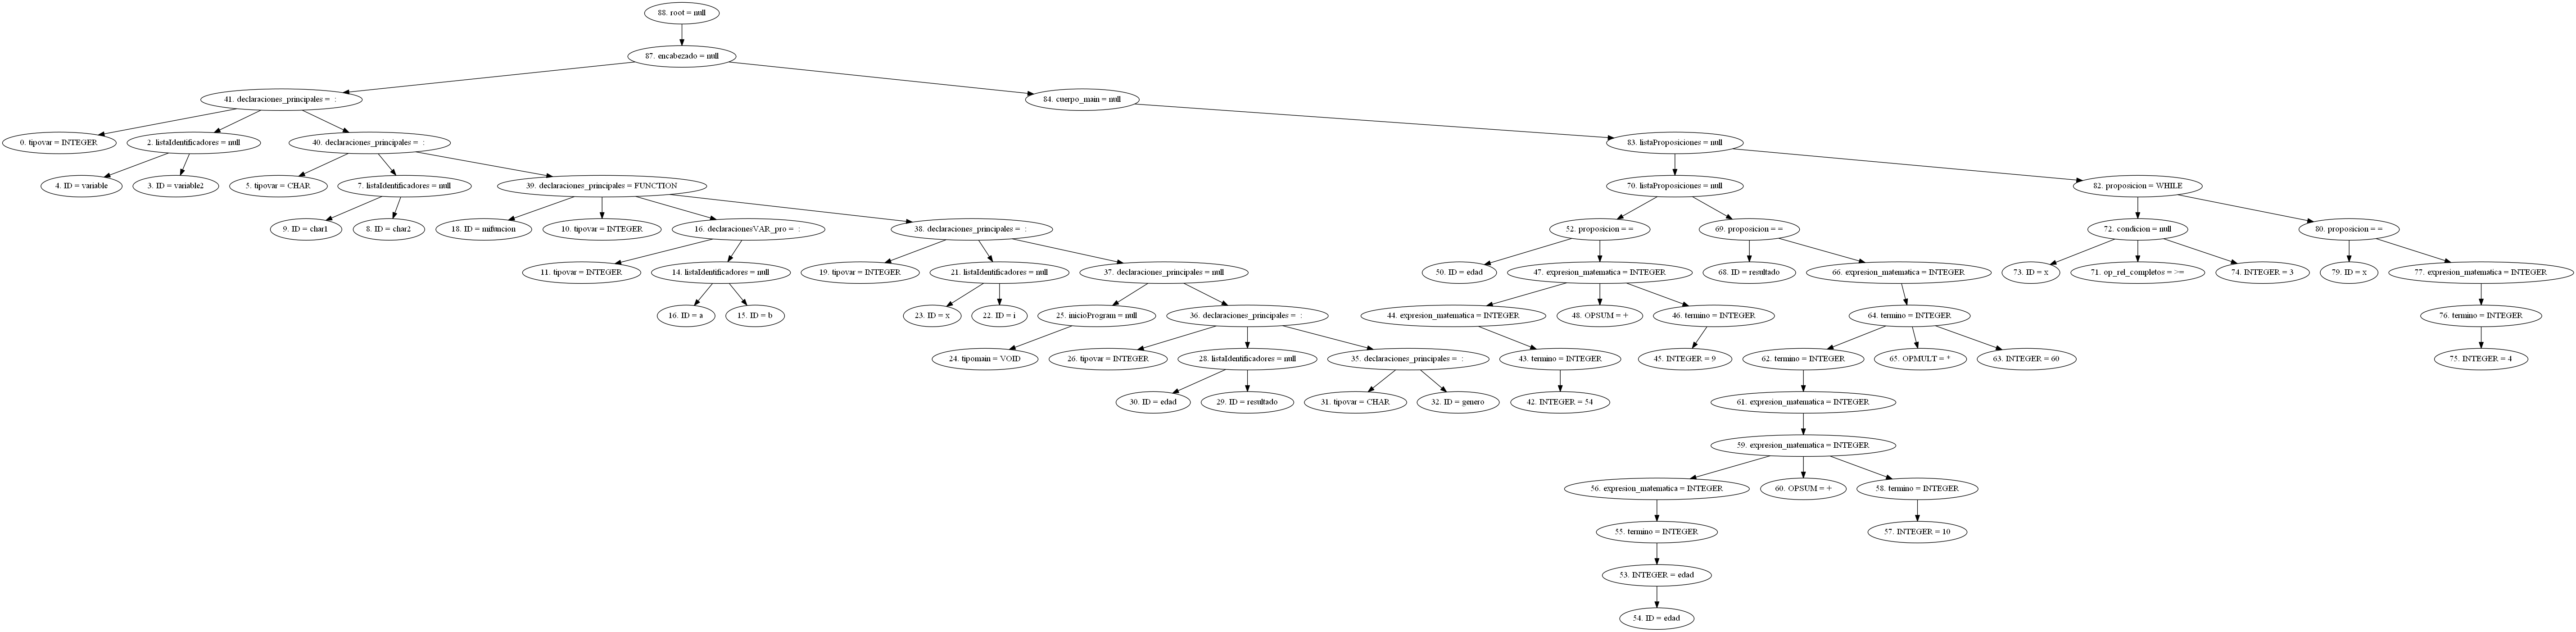 88. root = null
87. encabezado = null
41. declaraciones_principales = :
84. cuerpo_main = null
0. tipovar = INTEGER
2. listaIdentificadores = null
40. declaraciones_principales = :
83. listaProposiciones = null
4. ID = variable
3. ID = variable2
5. tipovar = CHAR
7. listaIdentificadores = null
39. declaraciones_principales = FUNCTION
70. listaProposiciones = null
82. proposicion = WHILE
9. ID = char1
8. ID = char2
18. ID = mifuncion
10. tipovar = INTEGER
16. declaracionesVAR_pro = :
38. declaraciones_principales = :
52. proposicion = =
69. proposicion = =
72. condicion = null
80. proposicion = =
11. tipovar = INTEGER
14. listaIdentificadores = null
19. tipovar = INTEGER
21. listaIdentificadores = null
37. declaraciones_principales = null
50. ID = edad
47. expresion_matematica = INTEGER
68. ID = resultado
66. expresion_matematica = INTEGER
73. ID = x
71. op_rel_completos = >=
74. INTEGER = 3
79. ID = x
77. expresion_matematica = INTEGER
16. ID = a
15. ID = b
23. ID = x
22. ID = i
25. inicioProgram = null
36. declaraciones_principales = :
44. expresion_matematica = INTEGER
48. OPSUM = +
46. termino = INTEGER
64. termino = INTEGER
76. termino = INTEGER
24. tipomain = VOID
26. tipovar = INTEGER
28. listaIdentificadores = null
35. declaraciones_principales = :
43. termino = INTEGER
45. INTEGER = 9
62. termino = INTEGER
65. OPMULT = *
63. INTEGER = 60
75. INTEGER = 4
30. ID = edad
29. ID = resultado
31. tipovar = CHAR
32. ID = genero
42. INTEGER = 54
61. expresion_matematica = INTEGER
59. expresion_matematica = INTEGER
56. expresion_matematica = INTEGER
60. OPSUM = +
58. termino = INTEGER
55. termino = INTEGER
57. INTEGER = 10
53. INTEGER = edad
54. ID = edad